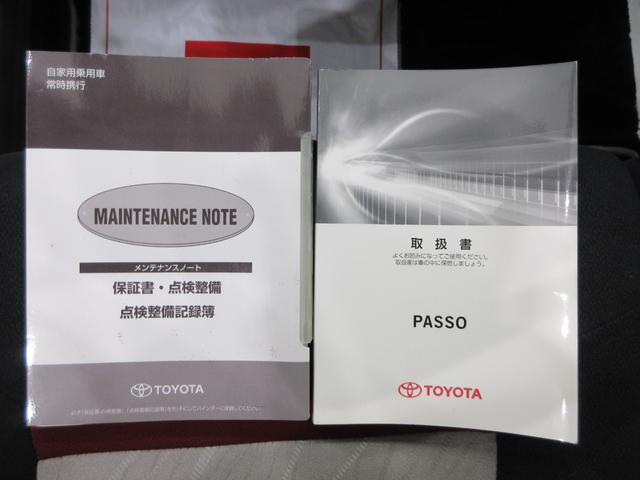 自家用乗用車
常時携行
MAINTENANCE NOTE
メンテナンスノート
保証書・点検整備
点検整備記録簿
TOYOTA
取扱書
よくお読みになってご使用ください。
取扱書は車の中に保管しましょう。
PASSO
TOYOTA